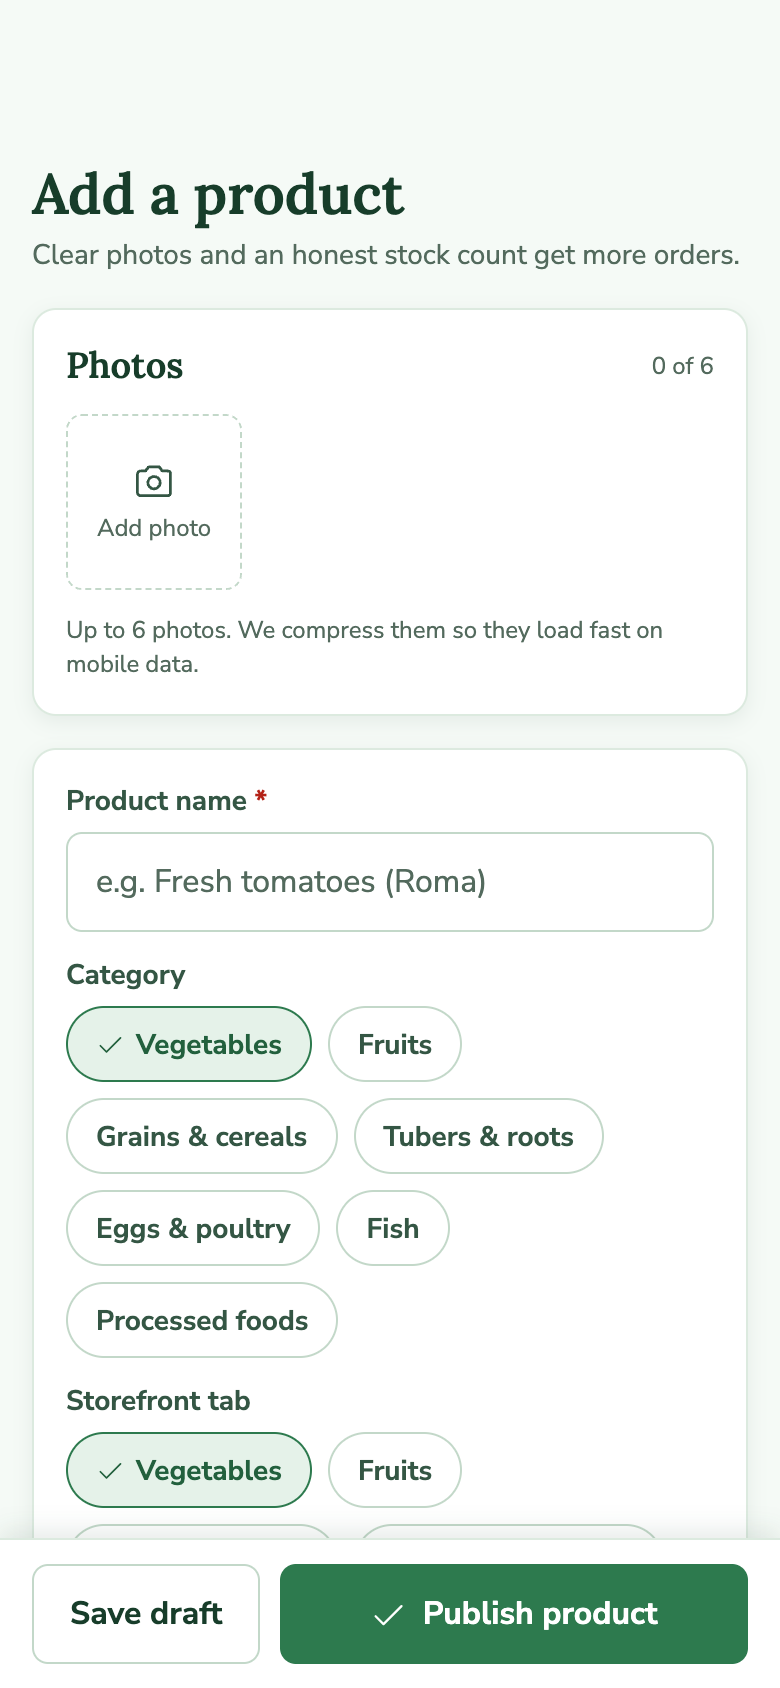 Add a product
Clear photos and an honest stock count get more orders.
Photos
0 of 6
Add photo
Up to 6 photos. We compress them so they load fast on
mobile data.
Product name *
e.g. Fresh tomatoes (Roma)
Category
Vegetables
Fruits
Grains & cereals
Tubers & roots
Eggs & poultry
Fish
Processed foods
Storefront tab
Vegetables
Fruits
Save draft
Publish product